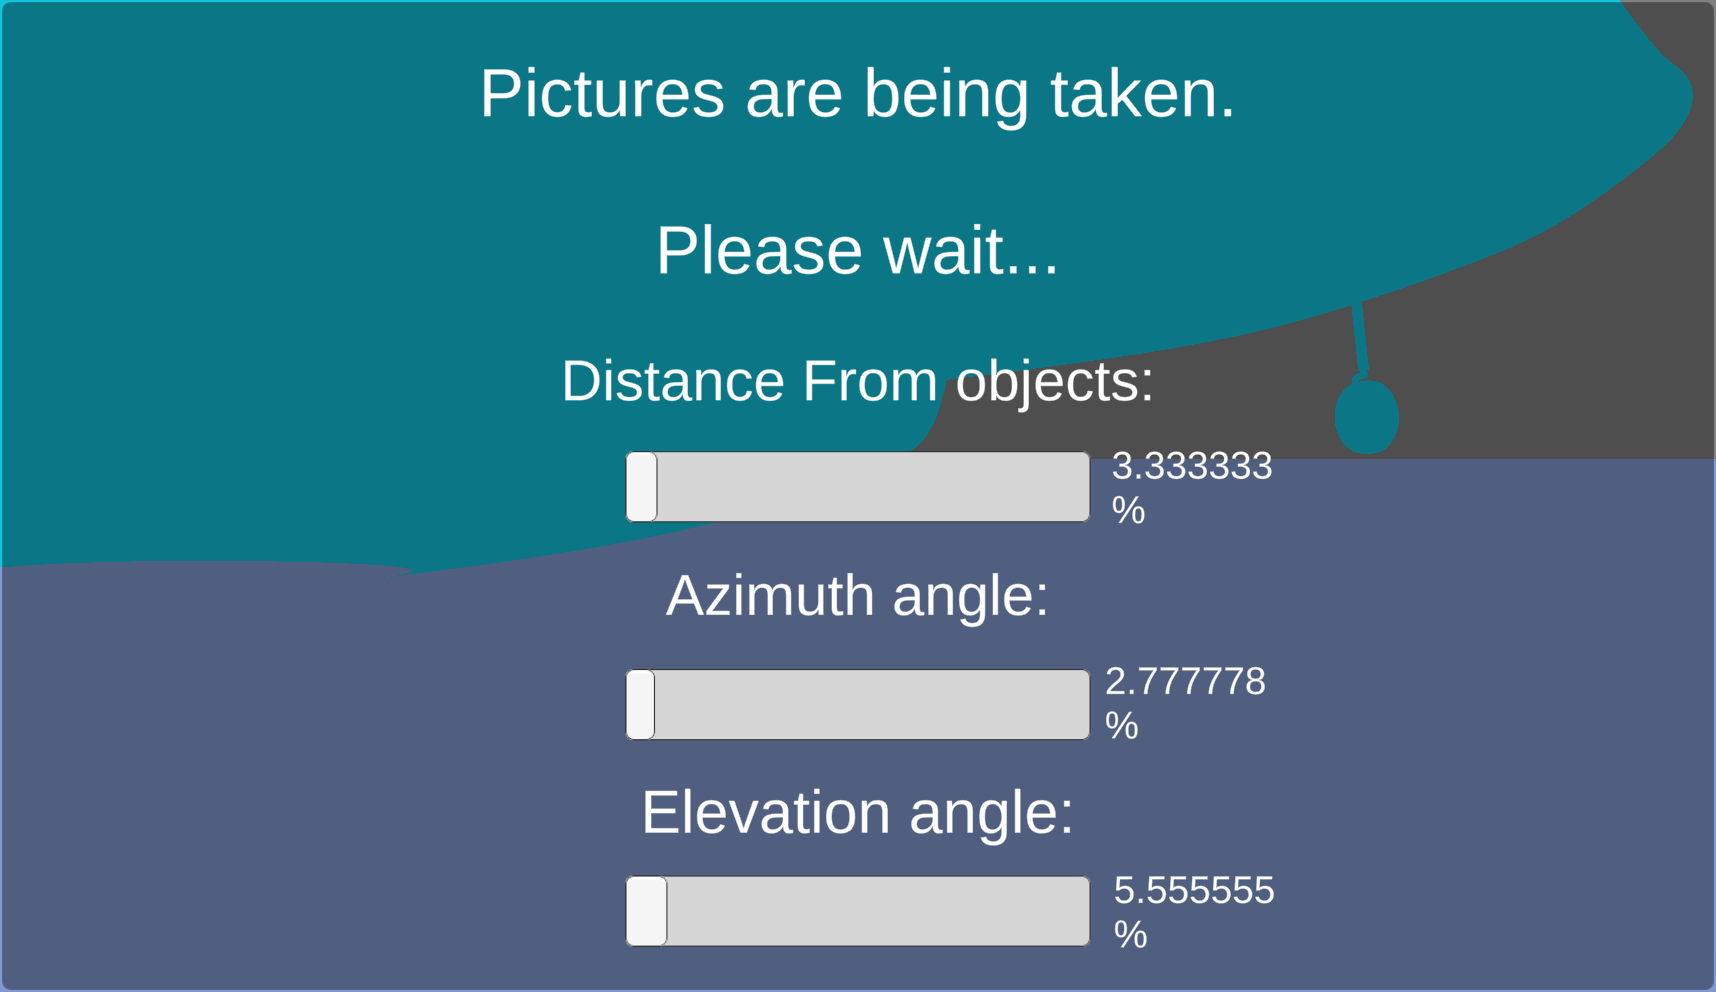 Pictures are being taken.
Please wait...
Distance From objects:
3.333333
%
Azimuth angle:
2.777778
%
Elevation angle:
5.555555
%